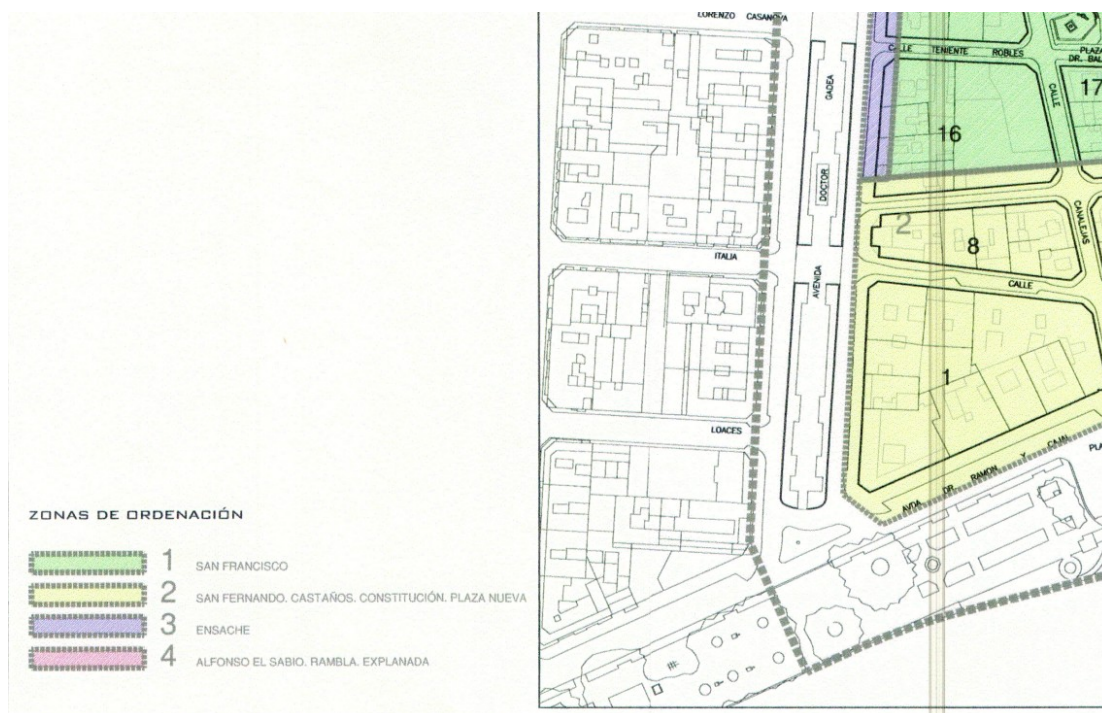 LORENZO CASANOVA
CALLE TENIENTE ROBLES
PLAZA
DR. BAL
CALLE
17
16
GADEA
DOCTOR
AVENIDA
2
8
CANALEJAS
ITALIA
CALLE
1
LOACES
AVDA DR. RAMON Y CAJAL
PL
ZONAS DE ORDENACIÓN
1 SAN FRANCISCO
2 SAN FERNANDO. CASTAÑOS. CONSTITUCIÓN. PLAZA NUEVA
3 ENSACHE
4 ALFONSO EL SABIO. RAMBLA. EXPLANADA